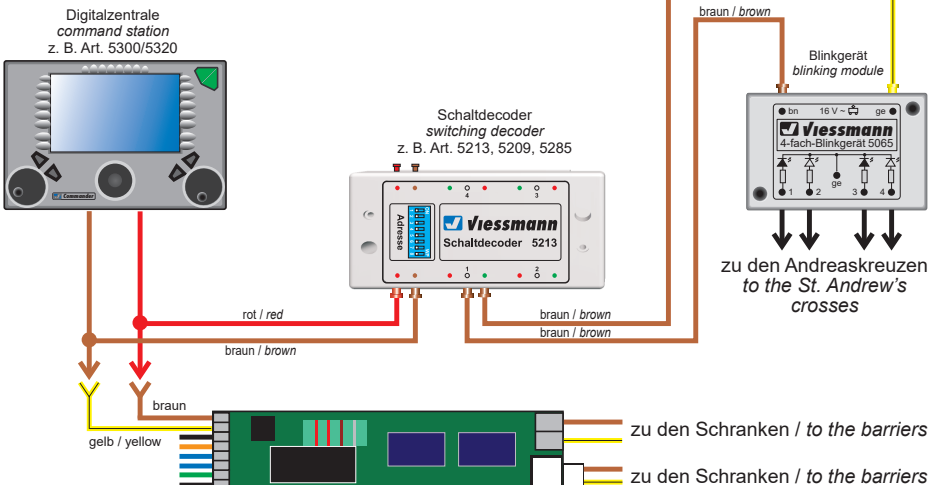 Digitalzentrale
command station
z. B. Art. 5300/5320
Commander
braun / brown
Blinkgerät
blinking module
bn 16 V ~ ge
Viessmann
4-fach-Blinkgerät 5065
ge
1 2 3 4
zu den Andreaskreuzen
to the St. Andrew's
crosses
Schaltdecoder
switching decoder
z. B. Art. 5213, 5209, 5285
4 3
Adresse
Viessmann
Schaltdecoder 5213
1 2
rot / red
braun / brown
braun / brown
braun / brown
braun
gelb / yellow
zu den Schranken / to the barriers
zu den Schranken / to the barriers